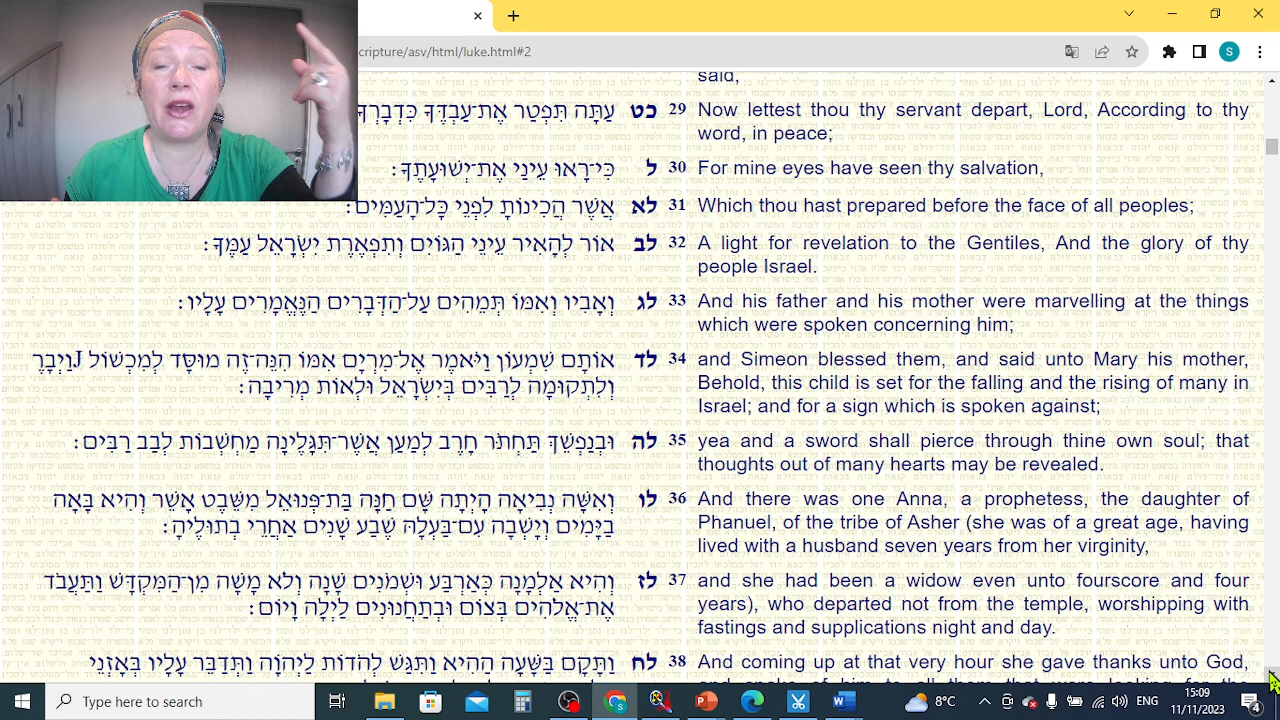 cripture/asv/html/luke.html#2
S
said,
עַתָּה תִּפְטַר אֶת־עַבְדְּךָ כִּדְבָרְךָ כט
29 Now lettest thou thy servant depart, Lord, According to thy
word, in peace;
כִּי־רָאוּ עֵינַי אֶת־יְשׁוּעָתֶךָ׃ ל
30 For mine eyes have seen thy salvation,
אֲשֶׁר הֲכִינוֹתָ לִפְנֵי כָּל־הָעַמִּים׃ לא
31 Which thou hast prepared before the face of all peoples;
אוֹר לְהָאִיר עֵינֵי הַגּוֹיִם וְתִפְאֶרֶת יִשְׂרָאֵל עַמֶּךָ׃ לב
32 A light for revelation to the Gentiles, And the glory of thy
people Israel.
וְאָבִיו וְאִמּוֹ תְּמֵהִים עַל־הַדְּבָרִים הַנֶּאֱמָרִים עָלָיו׃ לג
33 And his father and his mother were marvelling at the things
which were spoken concerning him;
אוֹתָם שִׁמְעוֹן וַיֹּאמֶר אֶל־מִרְיָם אִמּוֹ הִנֵּה־זֶה מוּסָד לְמִכְשׁוֹל Jוַיְבָרֶךְ לד
וְלִתְקוּמָה לְרַבִּים בְּיִשְׂרָאֵל וּלְאוֹת מְרִיבָה׃
34 and Simeon blessed them, and said unto Mary his mother,
Behold, this child is set for the falling and the rising of many in
Israel; and for a sign which is spoken against;
וּבְנַפְשֵׁךְ תַּחְתֹּר חָרֶב לְמַעַן אֲשֶׁר־תִּגָּלֶינָה מַחְשְׁבוֹת לְבַב רַבִּים׃ לה
35 yea and a sword shall pierce through thine own soul; that
thoughts out of many hearts may be revealed.
וְאִשָּׁה נְבִיאָה הָיְתָה שָּׁם חַנָּה בַת־פְּנוּאֵל מִשֵּׁבֶט אָשֵׁר וְהִיא בָּאָה לו
בַּיָּמִים וְיָשְׁבָה עִם־בַּעְלָהּ שֶׁבַע שָׁנִים אַחֲרֵי בְתוּלֶיהָ׃
36 And there was one Anna, a prophetess, the daughter of
Phanuel, of the tribe of Asher (she was of a great age, having
lived with a husband seven years from her virginity,
וְהִיא אַלְמָנָה כְּאַרְבַּע וּשְׁמֹנִים שָׁנָה וְלֹא מָשָׁה מִן־הַמִּקְדָּשׁ וַתַּעֲבֹד לז
אֶת־אֱלֹהִים בְּצוֹם וּבְתַחֲנוּנִים לַיְלָה וָיוֹם׃
37 and she had been a widow even unto fourscore and four
years), who departed not from the temple, worshipping with
fastings and supplications night and day.
וַתָּקָם בַּשָּׁעָה הַהִיא וַתִּגַּשׁ לְהֹדוֹת לַיהוָֹה וַתְּדַבֵּר עָלָיו בְּאָזְנֵי לח
38 And coming up at that very hour she gave thanks unto God,
Type here to search
8°C
ENG
15:09
11/11/2023
4